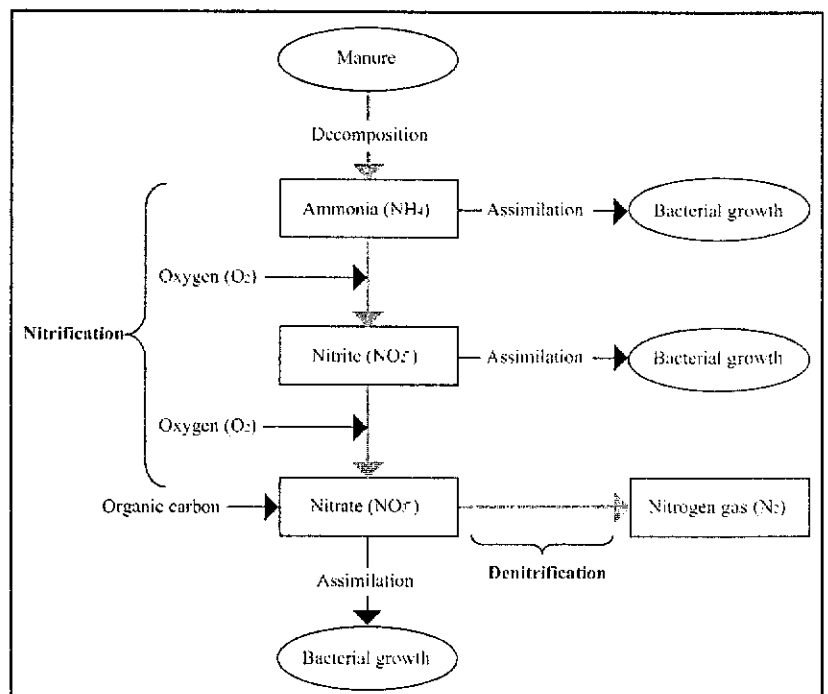 Manure
Decomposition
Ammonia (NH₄)
Assimilation
Bacterial growth
Oxygen (O₂)
Nitrification
Nitrite (NO₂⁻)
Assimilation
Bacterial growth
Oxygen (O₂)
Organic carbon
Nitrate (NO₃⁻)
Nitrogen gas (N₂)
Denitrification
Assimilation
Bacterial growth